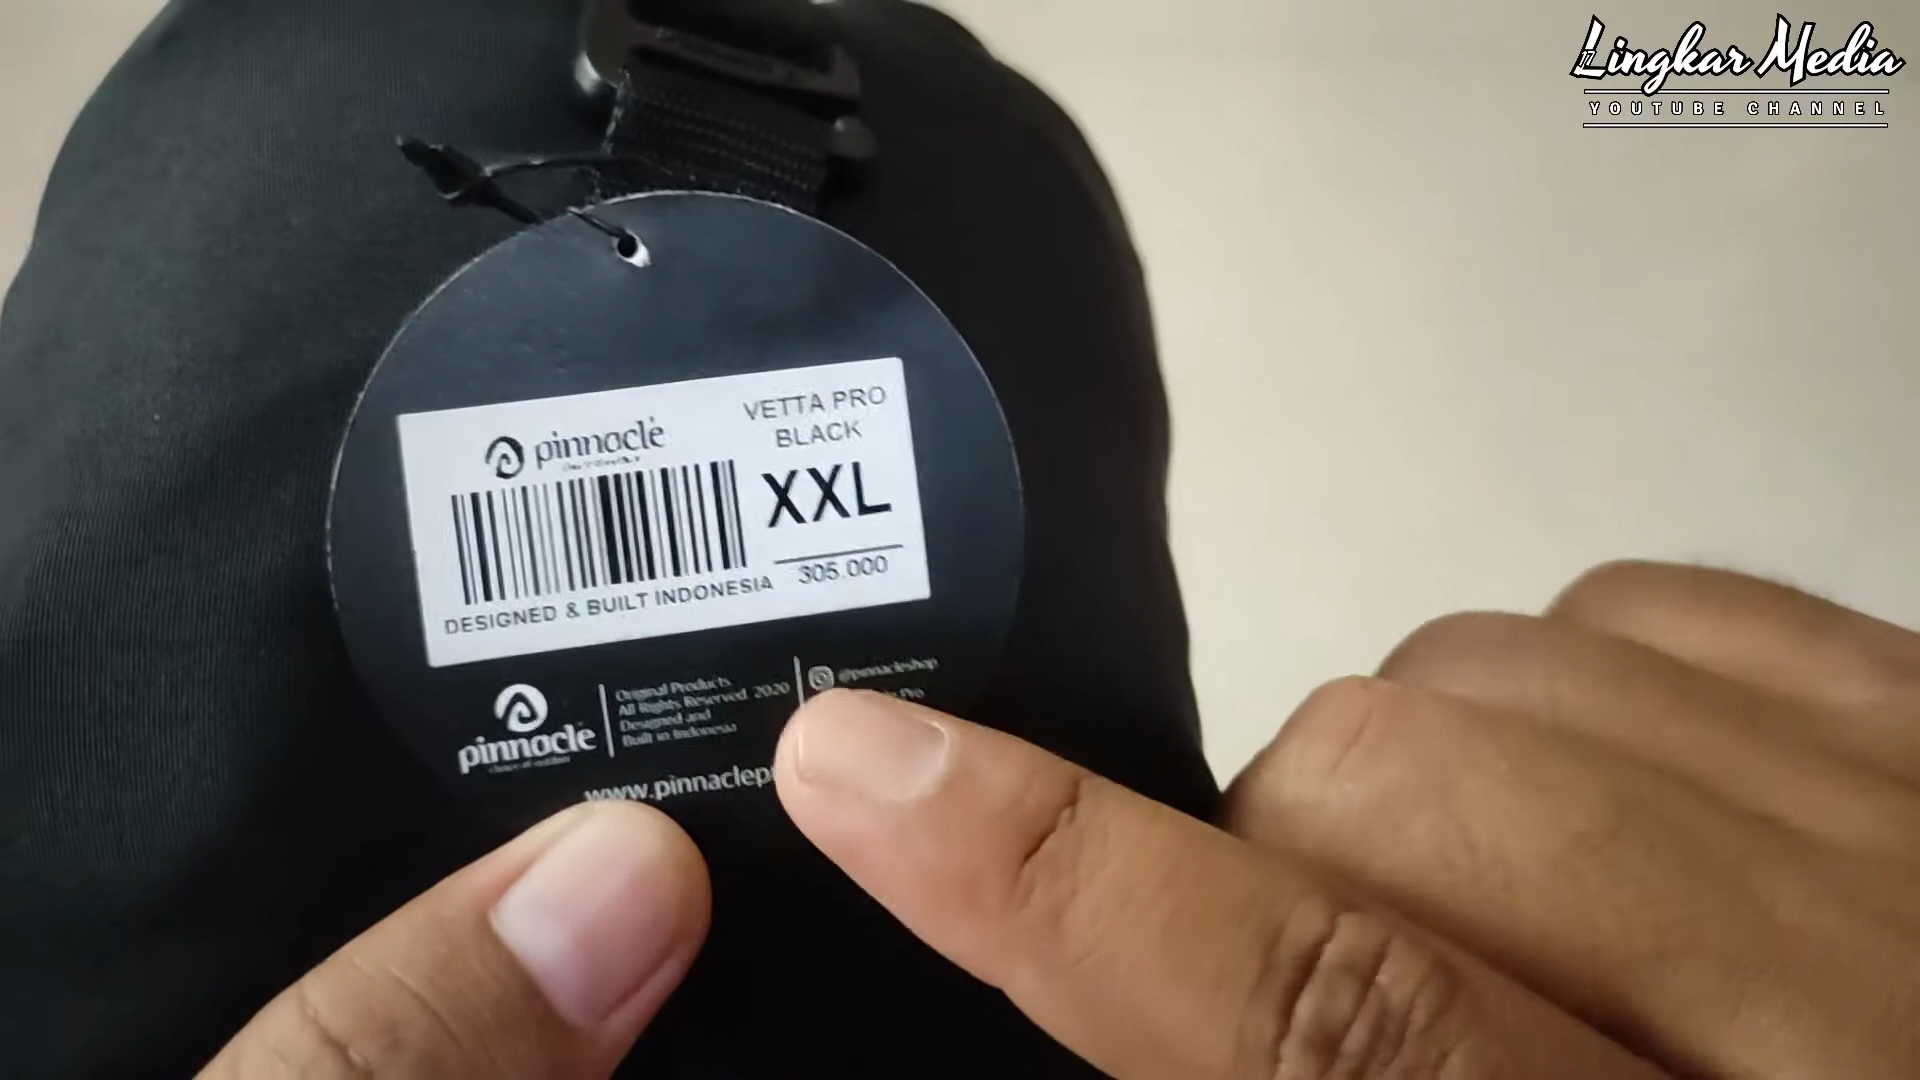 Lingkar Media
YOUTUBE CHANNEL
VETTA PRO
BLACK
pinnacle
XXL
305.000
DESIGNED & BUILT INDONESIA
pinnacle
Original Products
All Rights Reserved. 2020
Designed and
Built in Indonesia
@pinnacleshop
Pro
www.pinnaclep